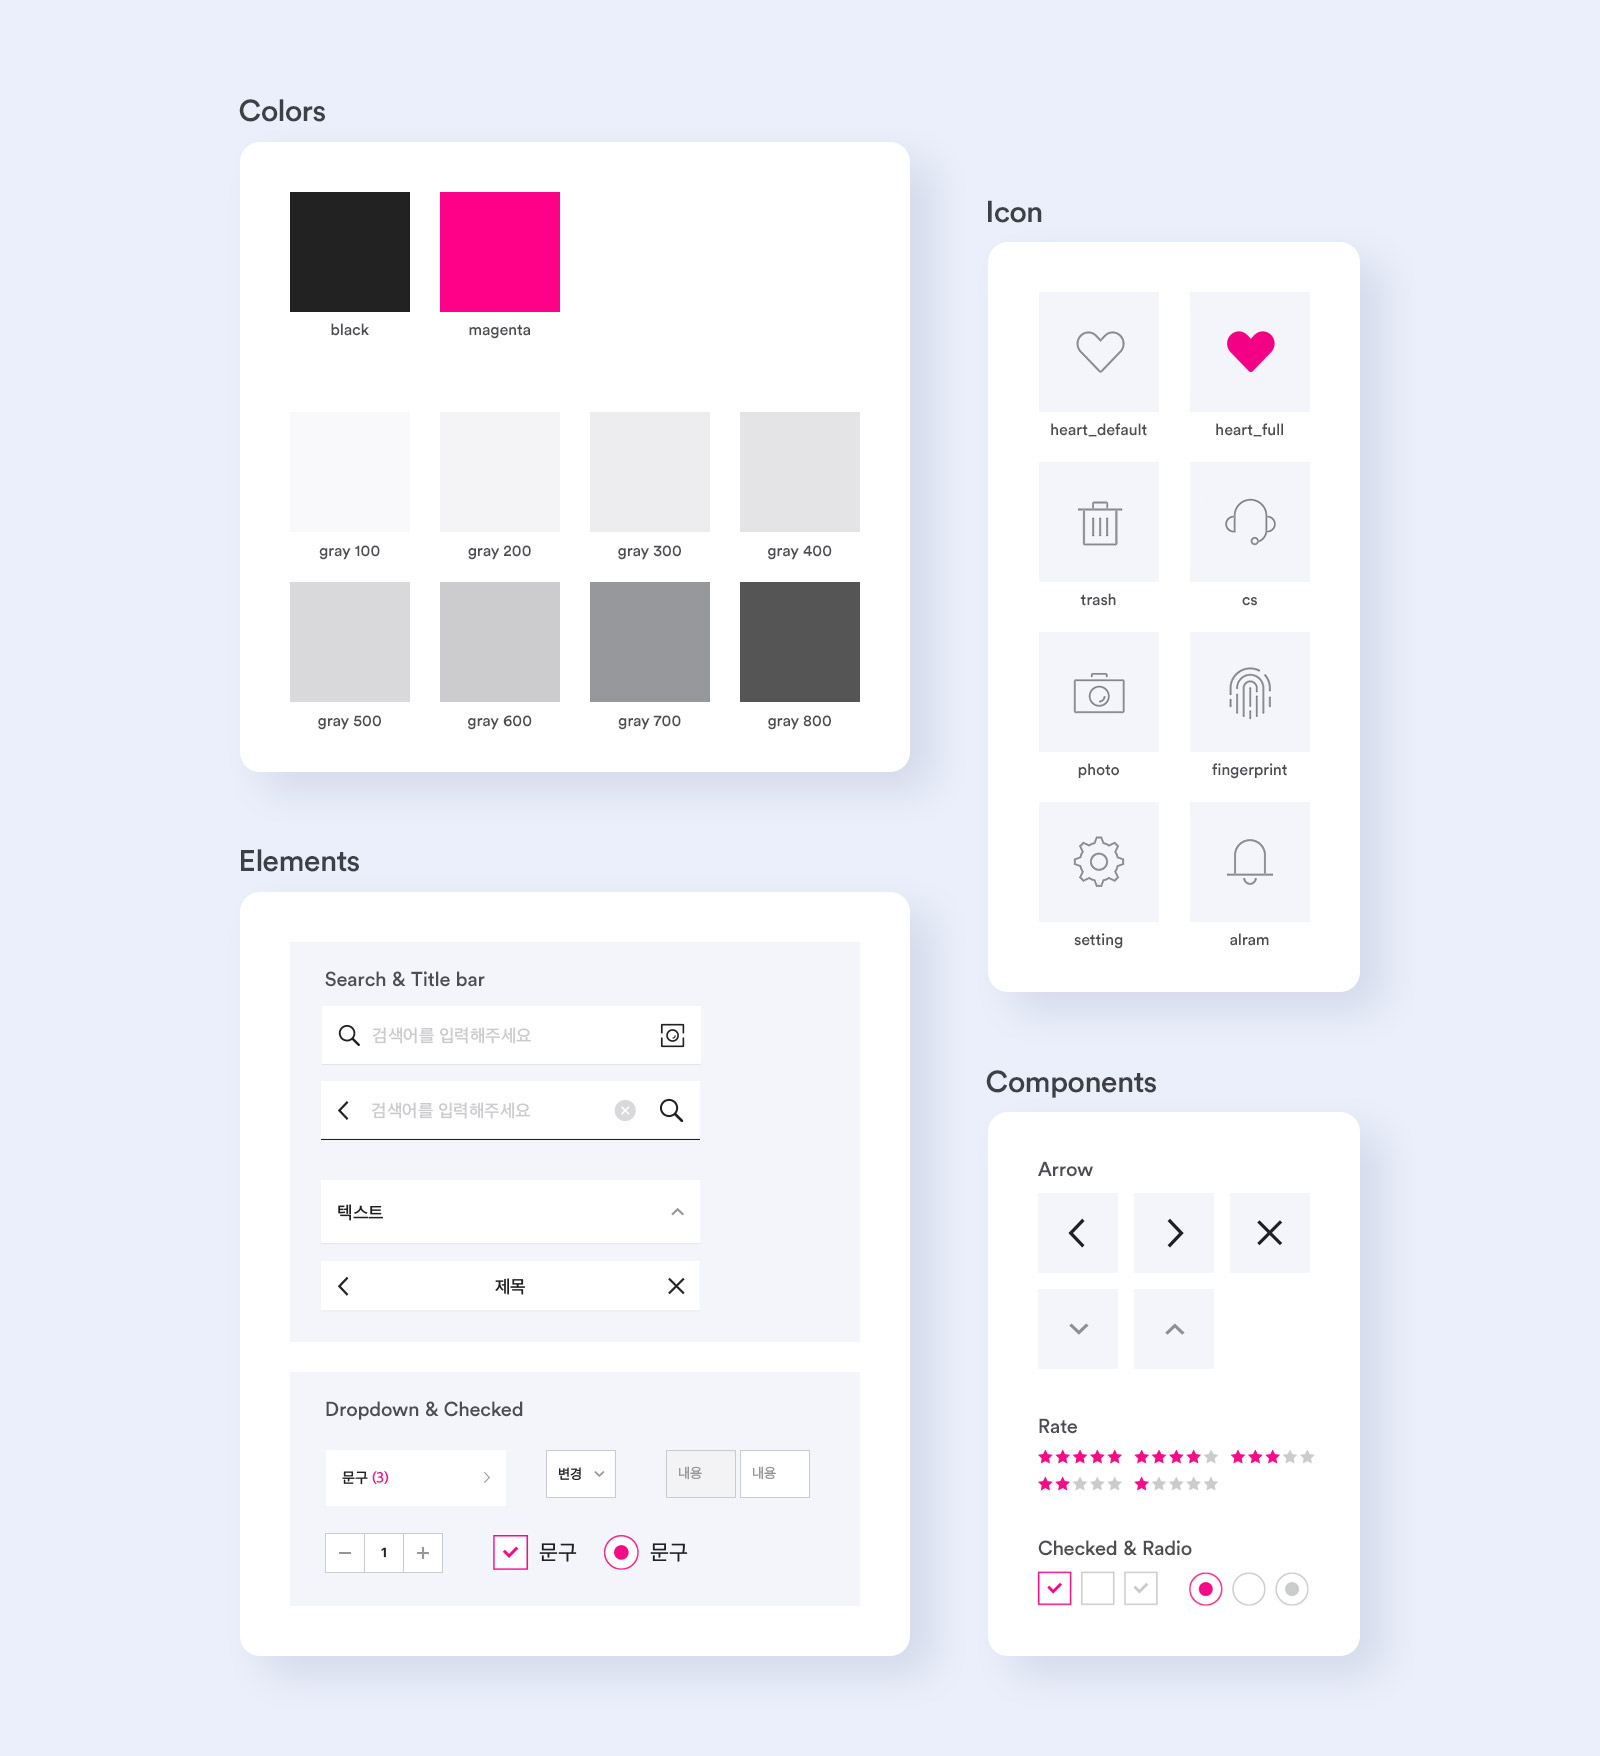 Colors
black
magenta
gray 100
gray 200
gray 300
gray 400
gray 500
gray 600
gray 700
gray 800
Icon
heart_default
heart_full
trash
cs
photo
fingerprint
setting
alram
Elements
Search & Title bar
검색어를 입력해주세요
검색어를 입력해주세요
텍스트
제목
Dropdown & Checked
문구 (3)
변경
내용
내용
1
문구
문구
Components
Arrow
Rate
Checked & Radio